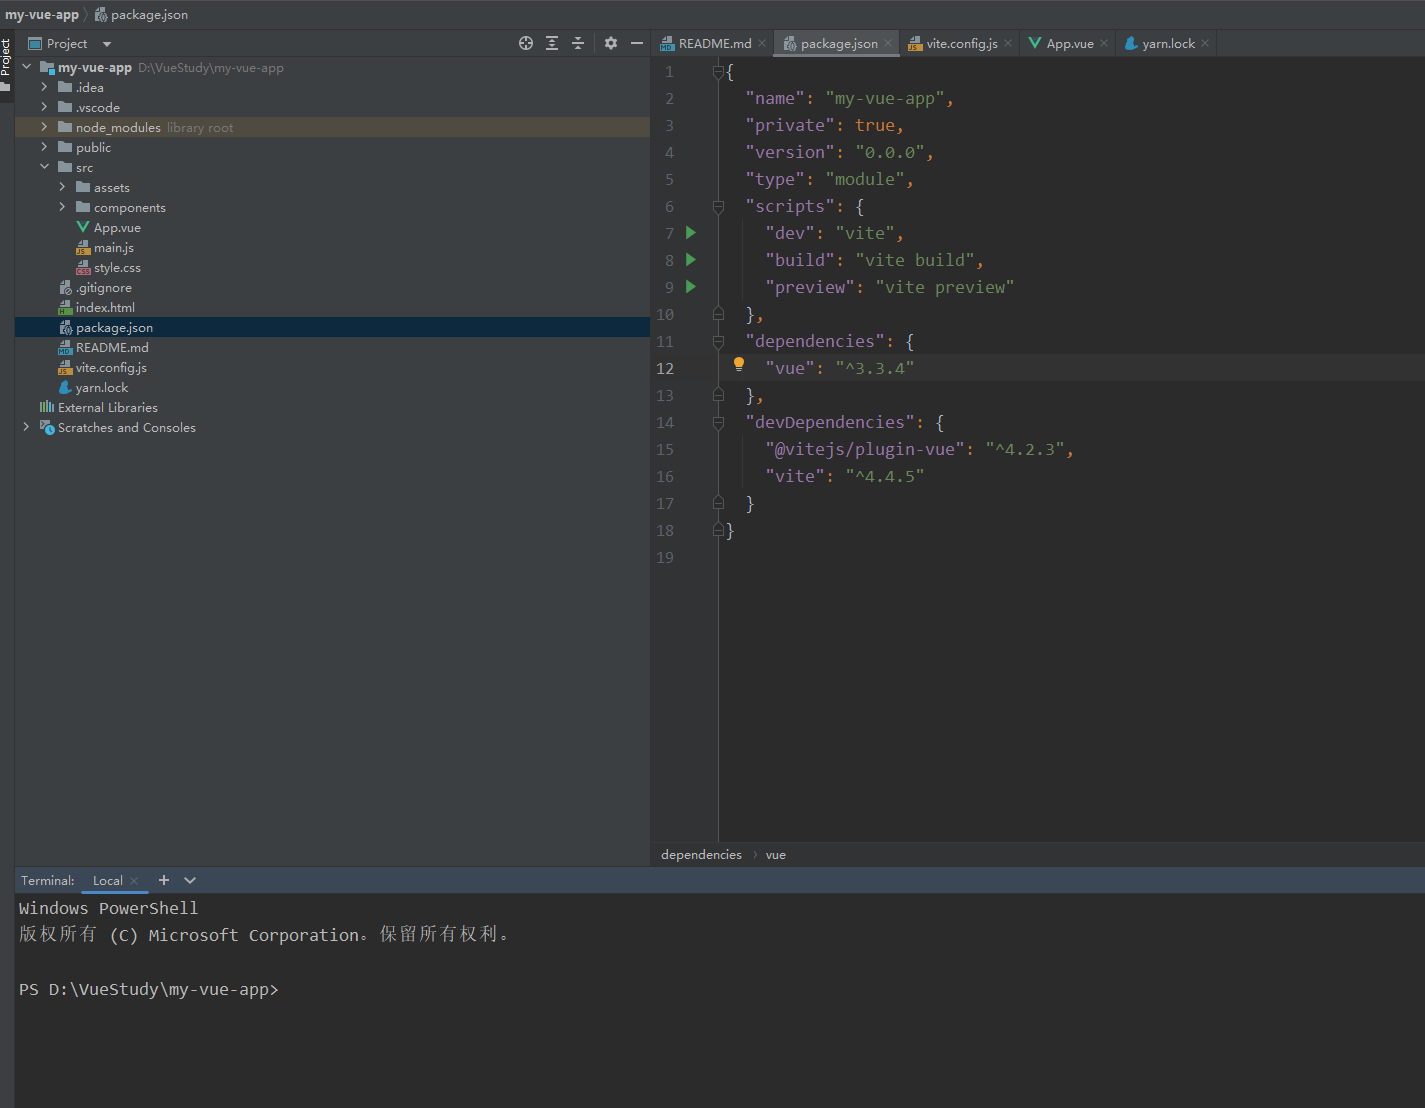 my-vue-app package.json
Project
Project
my-vue-app D:\VueStudy\my-vue-app
.idea
.vscode
node_modules library root
public
src
assets
components
App.vue
main.js
style.css
.gitignore
index.html
package.json
README.md
vite.config.js
yarn.lock
External Libraries
Scratches and Consoles
README.md package.json vite.config.js App.vue yarn.lock
1 {
2 "name": "my-vue-app",
3 "private": true,
4 "version": "0.0.0",
5 "type": "module",
6 "scripts": {
7 "dev": "vite",
8 "build": "vite build",
9 "preview": "vite preview"
10 },
11 "dependencies": {
12 "vue": "^3.3.4"
13 },
14 "devDependencies": {
15 "@vitejs/plugin-vue": "^4.2.3",
16 "vite": "^4.4.5"
17 }
18 }
19
dependencies vue
Terminal: Local
Windows PowerShell
版权所有 (C) Microsoft Corporation。保留所有权利。
PS D:\VueStudy\my-vue-app>